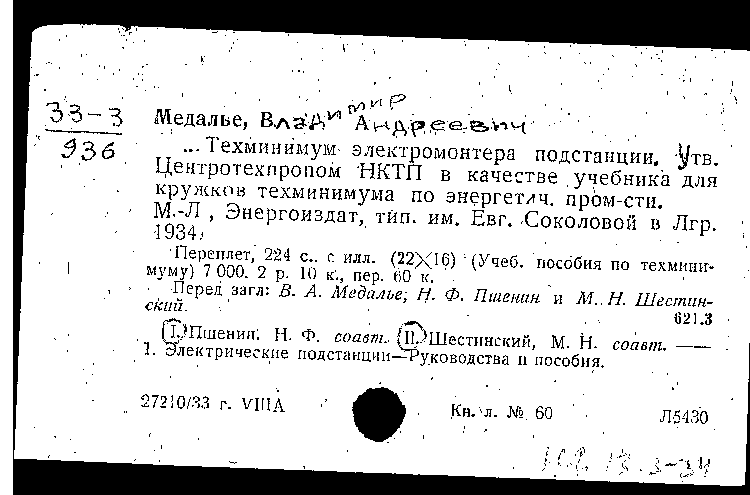 33-3
936
Медалье, Владимир Андреевич
... Техминимум электромонтера подстанции. Утв.
Центротехпропом НКТП в качестве учебника для
кружков техминимума по энергетич. пром-сти.
М.-Л., Энергоиздат, тип. им. Евг. Соколовой в Лгр.
1934.
Переплет, 224 с. с илл. (22×16) (Учеб. пособия по техмини-
муму) 7 000. 2 р. 10 к., пер. 60 к.
Перед загл: В. А. Медалье, Н. Ф. Пшенин и М. Н. Шестин-
ский.
621.3
I. Пшенин, Н. Ф. соавт. II. Шестинский, М. Н. соавт. ——
1. Электрические подстанции—Руководства и пособия.
27210/33 г. VIIIА Кн. л. № 60 Л5430